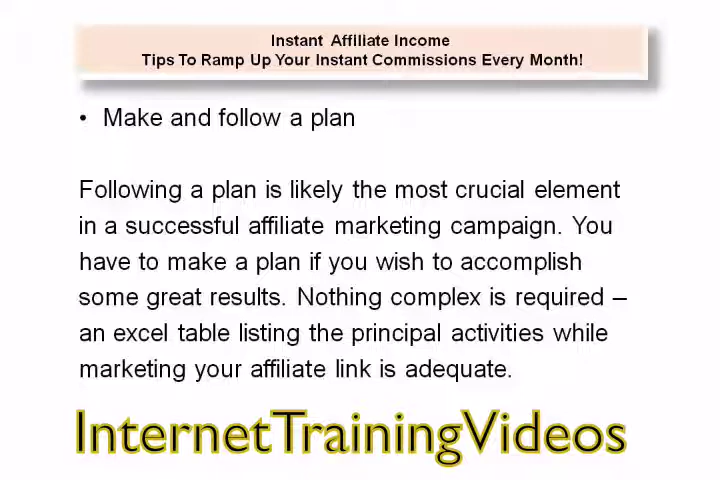 Instant Affiliate Income
Tips To Ramp Up Your Instant Commissions Every Month!
• Make and follow a plan
Following a plan is likely the most crucial element
in a successful affiliate marketing campaign. You
have to make a plan if you wish to accomplish
some great results. Nothing complex is required –
an excel table listing the principal activities while
marketing your affiliate link is adequate.
InternetTrainingVideos